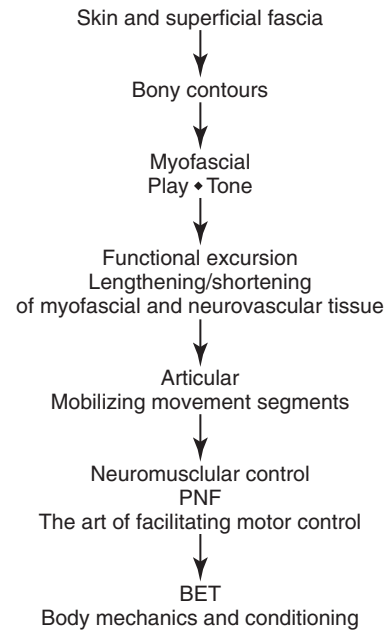 Skin and superficial fascia
Bony contours
Myofascial
Play ◆ Tone
Functional excursion
Lengthening/shortening
of myofascial and neurovascular tissue
Articular
Mobilizing movement segments
Neuromusclular control
PNF
The art of facilitating motor control
BET
Body mechanics and conditioning